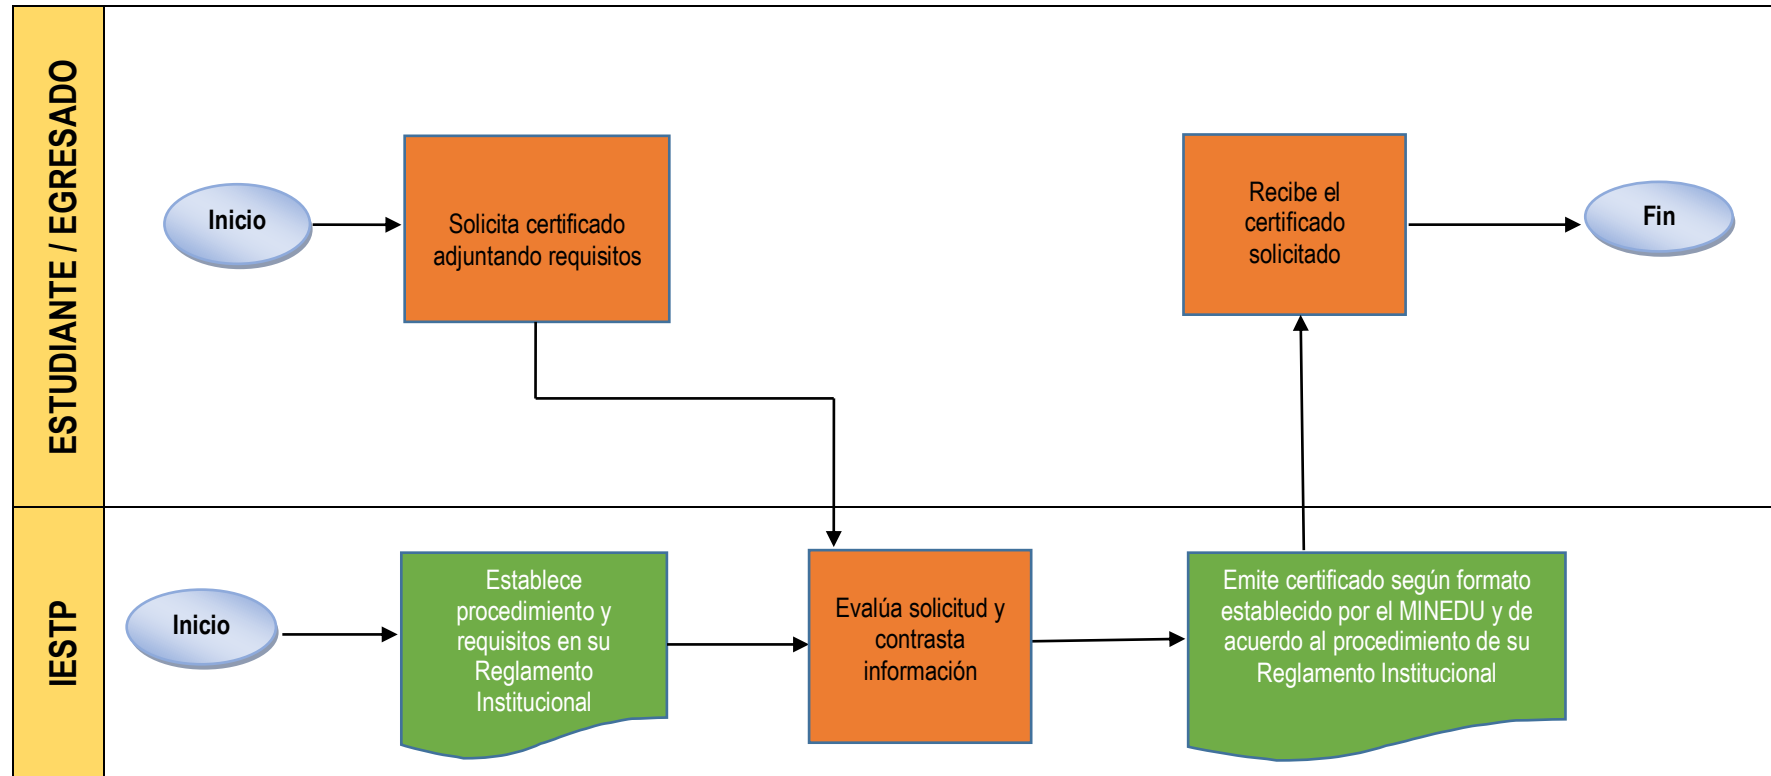 ESTUDIANTE / EGRESADO
Inicio
Solicita certificado
adjuntando requisitos
Recibe el
certificado
solicitado
Fin
IESTP
Inicio
Establece
procedimiento y
requisitos en su
Reglamento
Institucional
Evalúa solicitud y
contrasta
información
Emite certificado según formato
establecido por el MINEDU y de
acuerdo al procedimiento de su
Reglamento Institucional